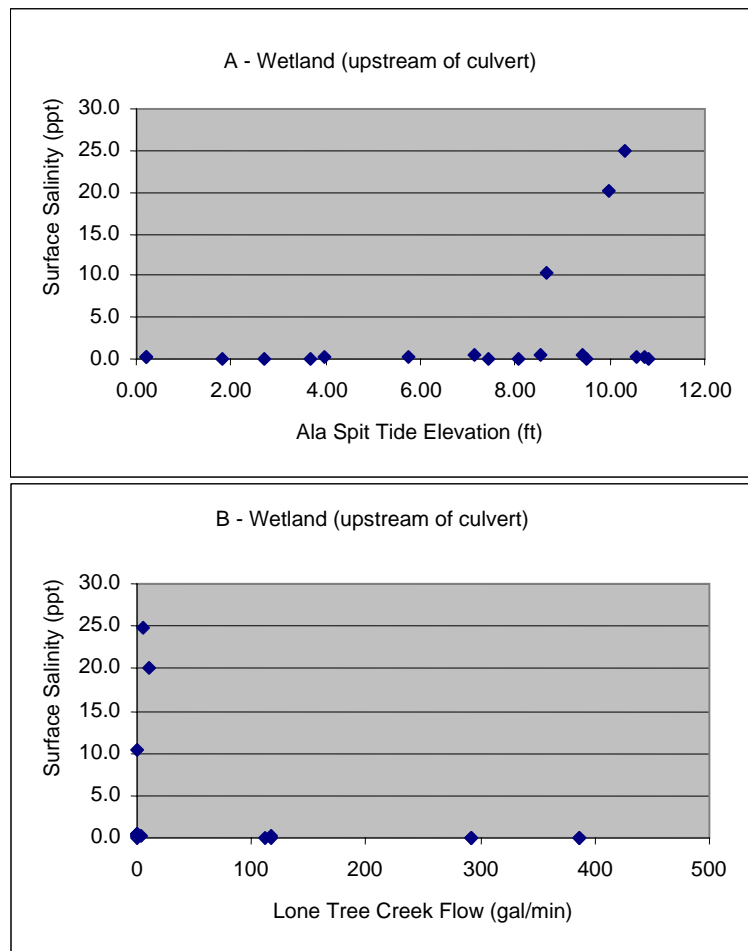 A - Wetland (upstream of culvert)
30.0
25.0
20.0
15.0
10.0
5.0
0.0
Surface Salinity (ppt)
0.00 2.00 4.00 6.00 8.00 10.00 12.00
Ala Spit Tide Elevation (ft)
B - Wetland (upstream of culvert)
30.0
25.0
20.0
15.0
10.0
5.0
0.0
Surface Salinity (ppt)
0 100 200 300 400 500
Lone Tree Creek Flow (gal/min)